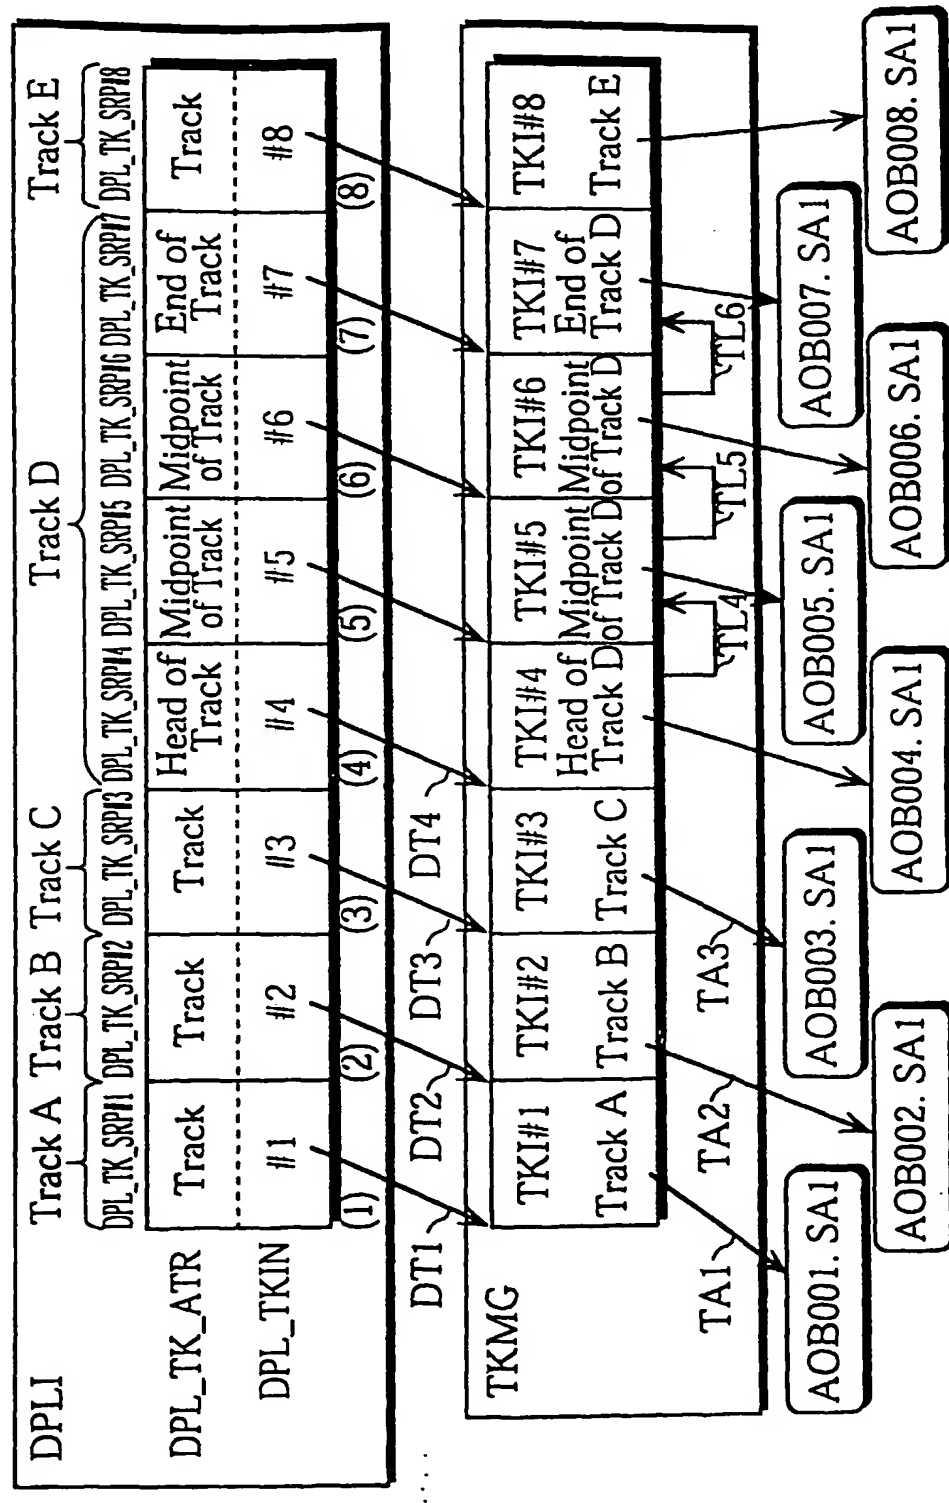 DPLI
Track A Track B Track C Track D Track E
DPL_TK_SRP#1 DPL_TK_SRP#2 DPL_TK_SRP#3 DPL_TK_SRP#4 DPL_TK_SRP#5 DPL_TK_SRP#6 DPL_TK_SRP#7 DPL_TK_SRP#8
DPL_TK_ATR
Track Track Track Head of Track Midpoint of Track Midpoint of Track End of Track Track
DPL_TKIN
#1 #2 #3 #4 #5 #6 #7 #8
(1) (2) (3) (4) (5) (6) (7) (8)
DT1 DT2 DT3 DT4
TKMG
TKI#1 TKI#2 TKI#3 TKI#4 TKI#5 TKI#6 TKI#7 TKI#8
Track A Track B Track C Head of Track D Midpoint of Track D Midpoint of Track D End of Track D Track E
TA1 TA2 TA3 TL4 TL5 TL6
AOB001. SA1 AOB003. SA1 AOB005. SA1 AOB007. SA1
AOB002. SA1 AOB004. SA1 AOB006. SA1 AOB008. SA1